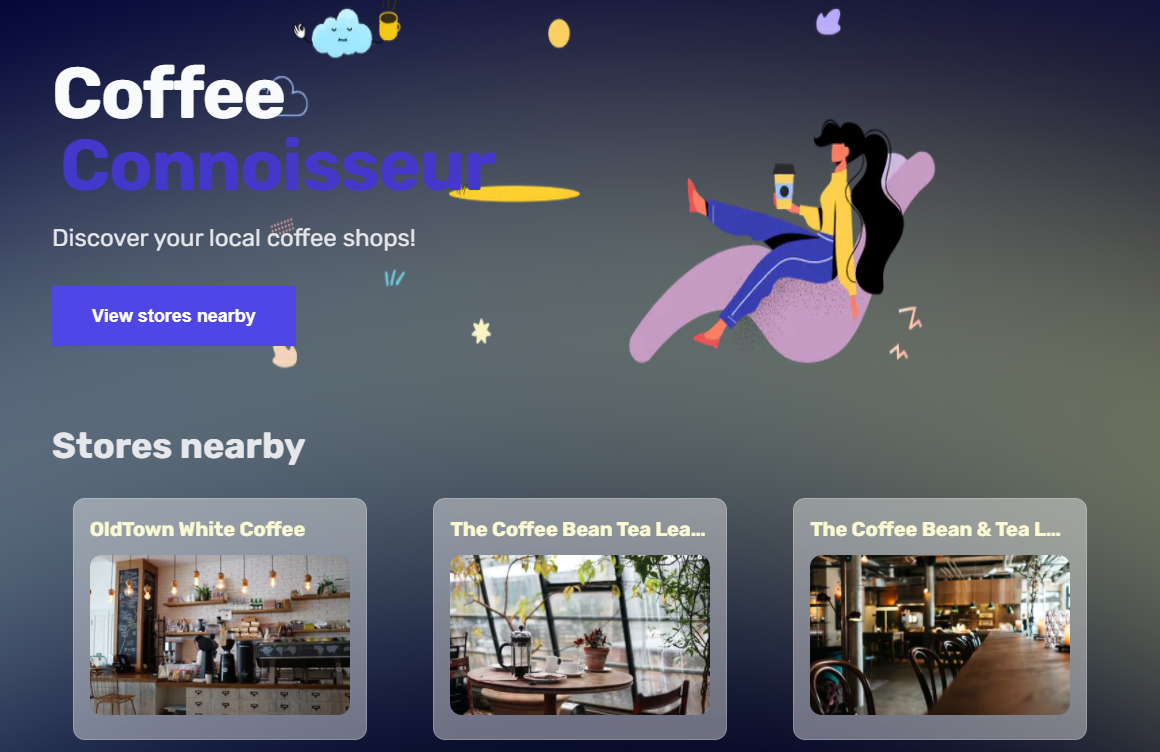 Coffee
Connoisseur
Discover your local coffee shops!
View stores nearby
Stores nearby
OldTown White Coffee
The Coffee Bean Tea Lea...
The Coffee Bean & Tea L...